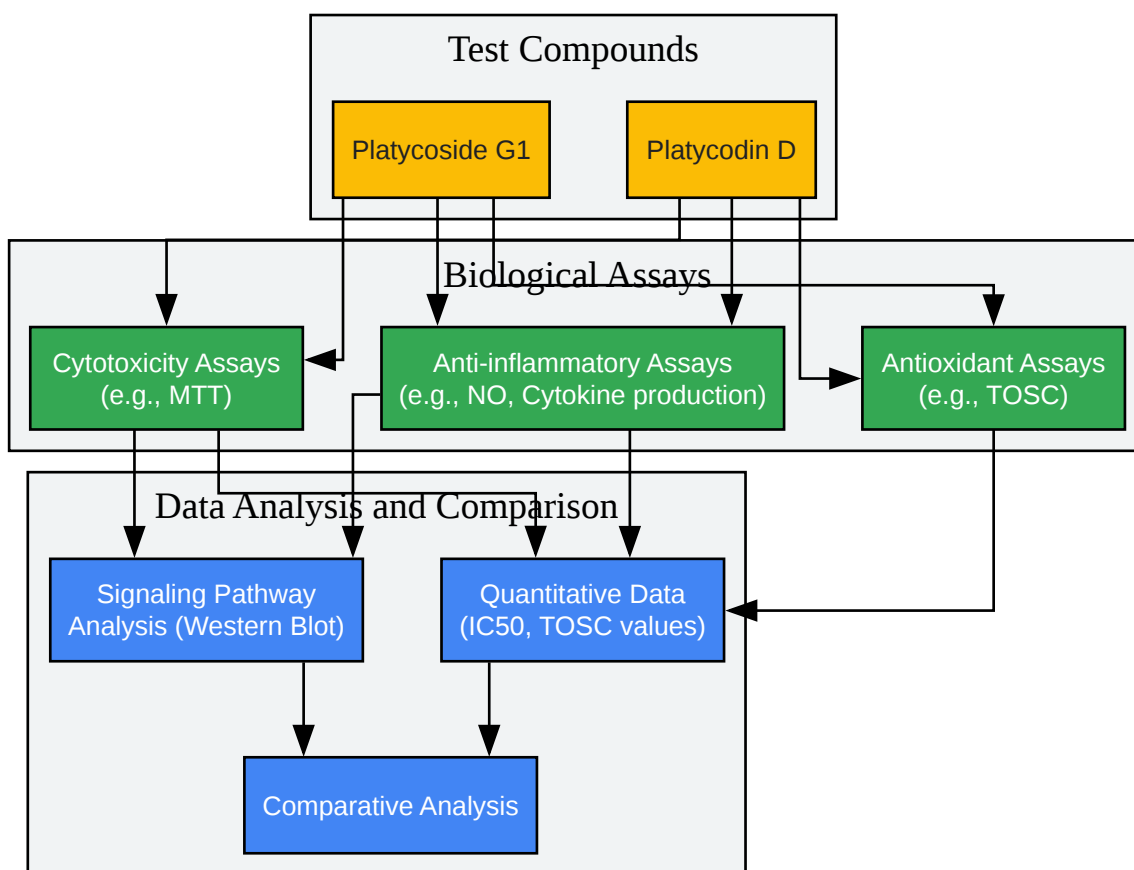 Test Compounds
Platycoside G1
Platycodin D
Biological Assays
Cytotoxicity Assays
(e.g., MTT)
Anti-inflammatory Assays
(e.g., NO, Cytokine production)
Antioxidant Assays
(e.g., TOSC)
Data Analysis and Comparison
Signaling Pathway
Analysis (Western Blot)
Quantitative Data
(IC50, TOSC values)
Comparative Analysis